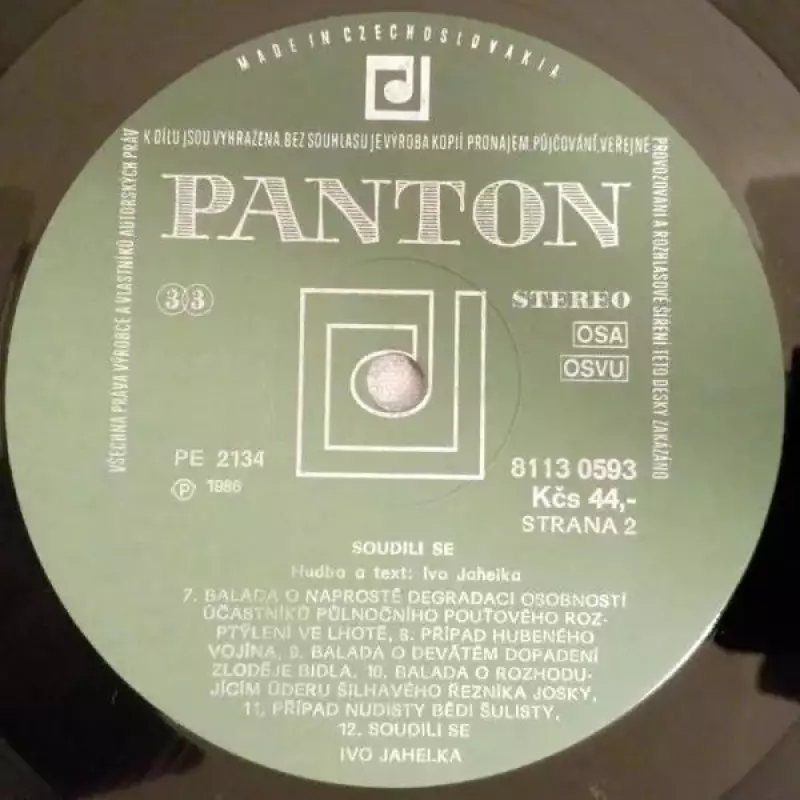 MADE IN CZECHOSLOVAKIA
VŠECHNA PRÁVA VÝROBCE A VLASTNÍKŮ AUTORSKÝCH PRÁV
K DÍLU JSOU VYHRAŽENA. BEZ SOUHLASU JE VÝROBA KOPIÍ PRONAJEM, PŮJČOVÁNÍ, VEŘEJNÉ
PROVOZOVÁNÍ A ROZHLASOVÉ ŠÍŘENÍ TÉTO DESKY ZAKÁZÁNO
PANTON
33
STEREO
OSA
OSVU
PE 2134
Ⓟ 1986
8113 0593
Kčs 44,-
STRANA 2
SOUDILI SE
Hudba a text: Ivo Jahelka
7. BALADA O NAPROSTÉ DEGRADACI OSOBNOSTI
ÚČASTNÍKŮ PŮLNOČNÍHO POUŤOVÉHO ROZ-
PTÝLENÍ VE LHOTĚ, 8. PŘÍPAD HUBENÉHO
VOJÍNA, 9. BALADA O DEVÁTÉM DOPADENÍ
ZLODĚJE BIDLA, 10. BALADA O ROZHODU-
JÍCÍM ÚDERU ŠILHAVÉHO ŘEZNÍKA JOSKY,
11. PŘÍPAD NUDISTY BÉDI ŠULISTY,
12. SOUDILI SE
IVO JAHELKA